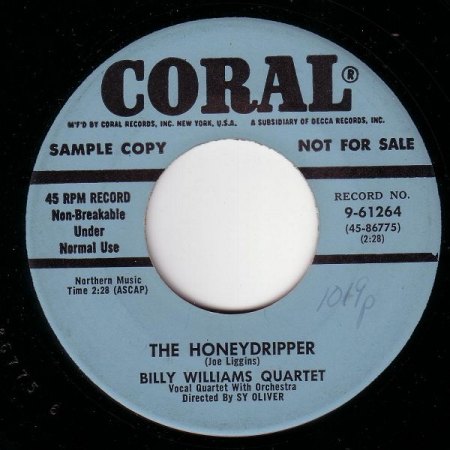 CORAL®
M'F'D BY CORAL RECORDS, INC. NEW YORK, U.S.A. A SUBSIDIARY OF DECCA RECORDS, INC.
SAMPLE COPY NOT FOR SALE
45 RPM RECORD
Non-Breakable
Under
Normal Use
RECORD NO.
9-61264
(45-86775)
(2:28)
Northern Music
Time 2:28 (ASCAP)
THE HONEYDRIPPER
(Joe Liggins)
BILLY WILLIAMS QUARTET
Vocal Quartet With Orchestra
Directed By SY OLIVER